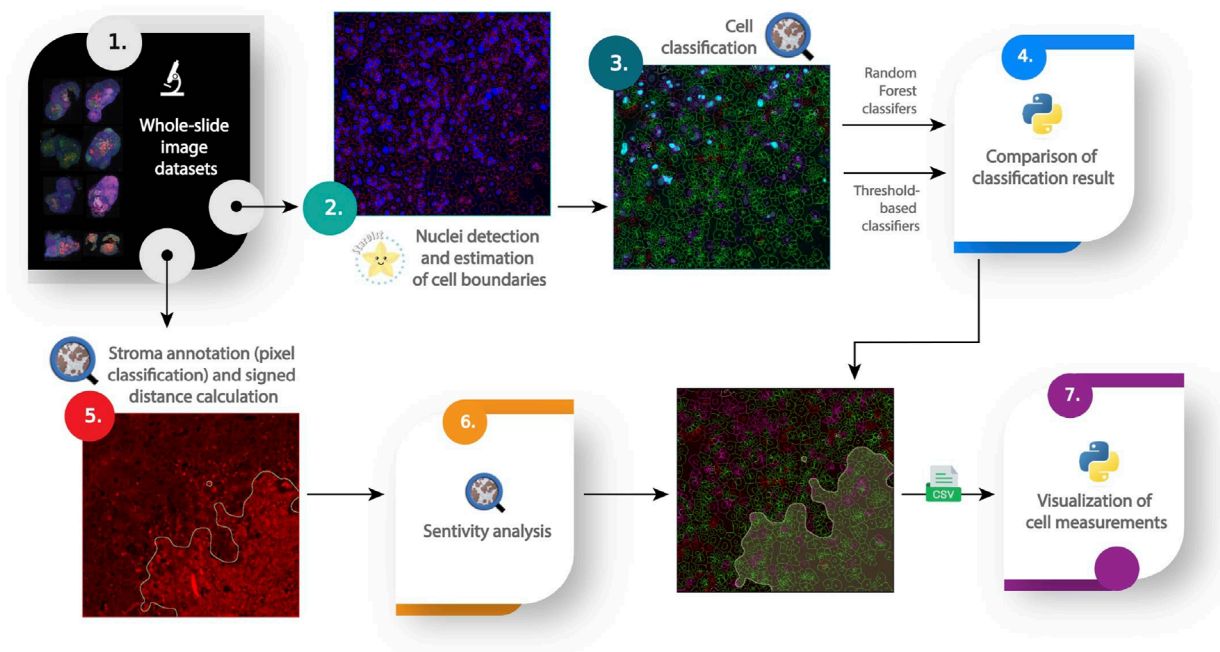 1.
Whole-slide
image
datasets
2.
StarDist
Nuclei detection
and estimation
of cell boundaries
3.
Cell
classification
Random
Forest
classifers
Threshold-
based
classifiers
4.
Comparison of
classification result
Stroma annotation (pixel
classification) and signed
distance calculation
5.
6.
Sentivity analysis
CSV
7.
Visualization of
cell measurements